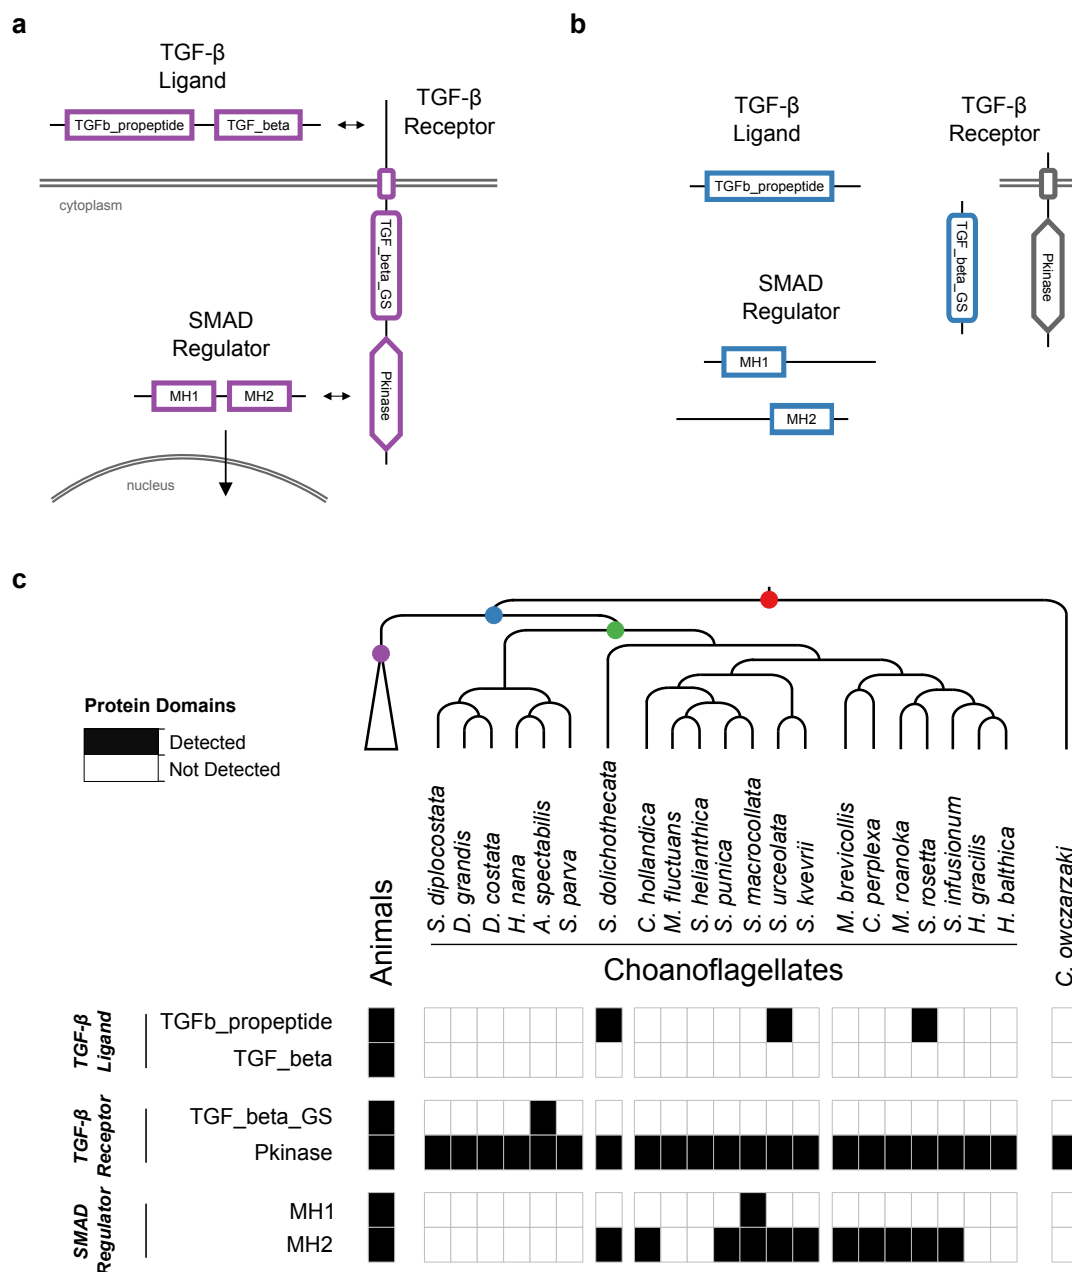 a
TGF-β
Ligand
TGF-β
Receptor
TGFb_propeptide
TGF_beta
cytoplasm
TGF_beta_GS
SMAD
Regulator
MH1
MH2
Pkinase
nucleus
b
TGF-β
Ligand
TGF-β
Receptor
TGFb_propeptide
TGF_beta_GS
Pkinase
SMAD
Regulator
MH1
MH2
c
Protein Domains
Detected
Not Detected
Animals
S. diplocostata
D. grandis
D. costata
H. nana
A. spectabilis
S. parva
S. dolichothecata
C. hollandica
M. fluctuans
S. helianthica
S. punica
S. macrocollata
S. urceolata
S. kvevrii
M. brevicollis
C. perplexa
M. roanoka
S. rosetta
S. infusionum
H. gracilis
H. balthica
C. owczarzaki
Choanoflagellates
TGF-β
Ligand
TGFb_propeptide
TGF_beta
TGF-β
Receptor
TGF_beta_GS
Pkinase
SMAD
Regulator
MH1
MH2